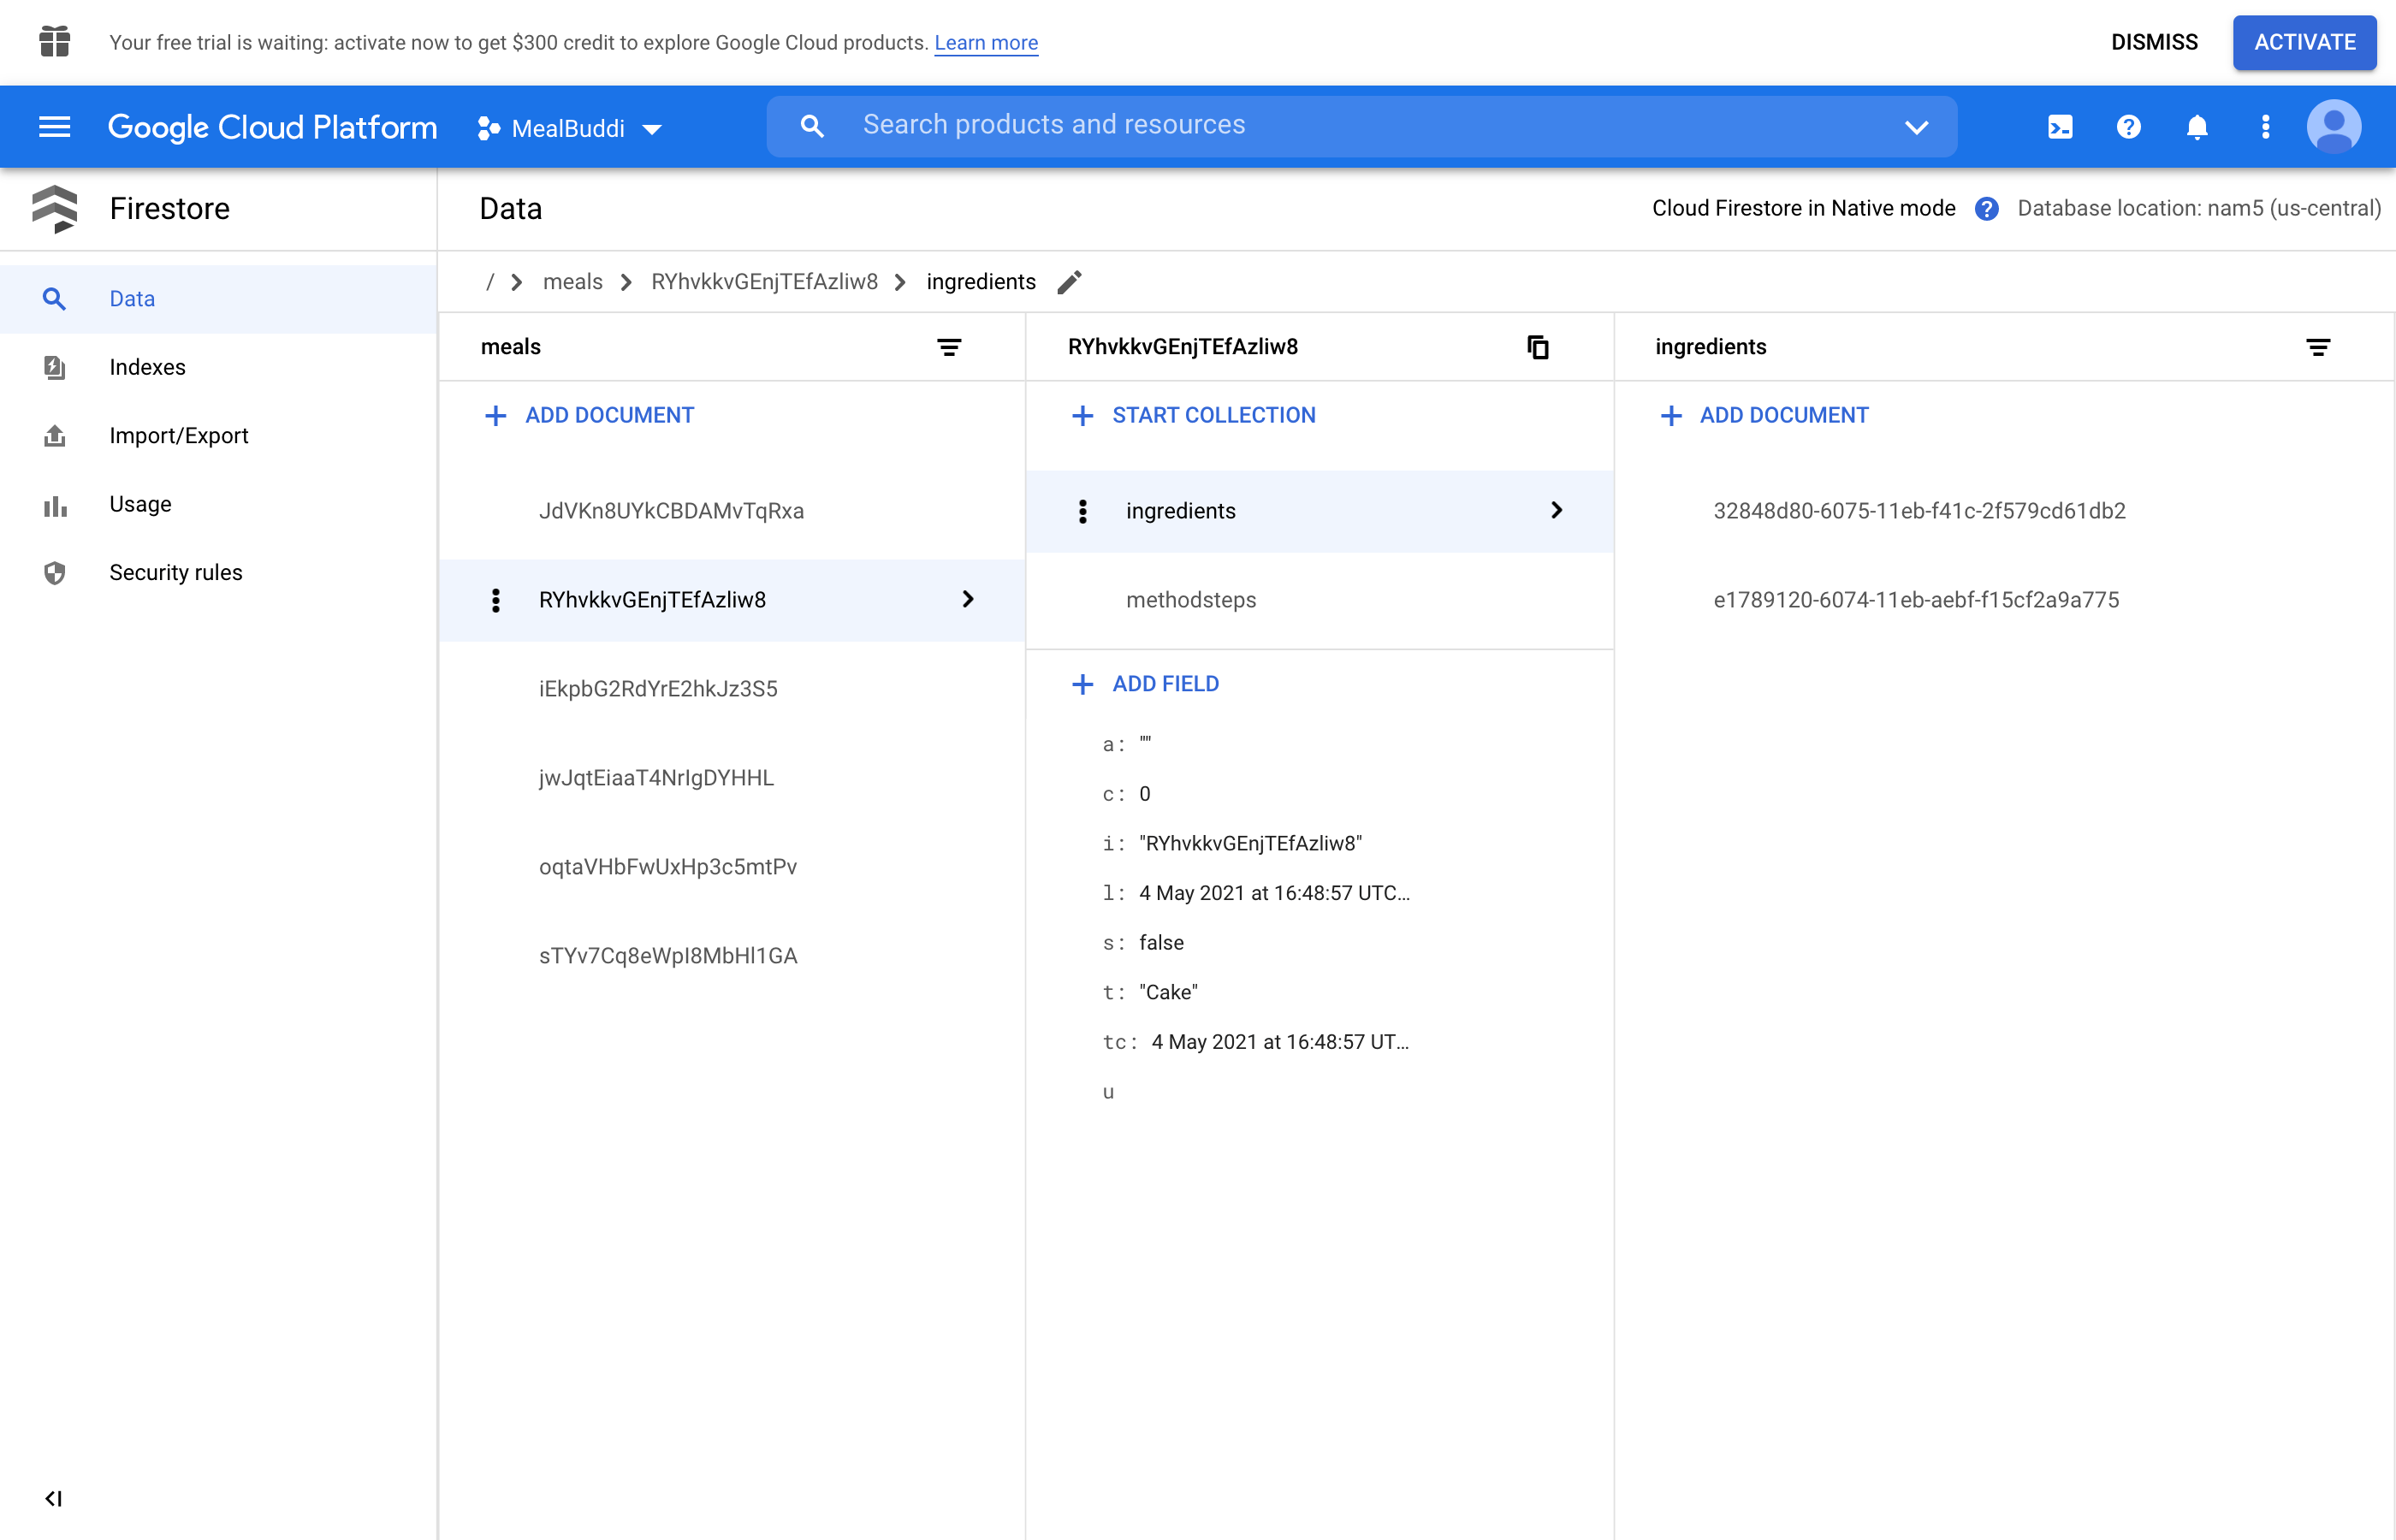 Your free trial is waiting: activate now to get $300 credit to explore Google Cloud products. Learn more
DISMISS
ACTIVATE
Google Cloud Platform
MealBuddi
Search products and resources
Firestore
Data
Cloud Firestore in Native mode
Database location: nam5 (us-central)
Data
Indexes
Import/Export
Usage
Security rules
/ > meals > RYhvkkvGEnjTEfAzliw8 > ingredients
meals
ADD DOCUMENT
JdVKn8UYkCBDAMvTqRxa
RYhvkkvGEnjTEfAzliw8
iEkpbG2RdYrE2hkJz3S5
jwJqtEiaaT4NrIgDYHHL
oqtaVHbFwUxHp3c5mtPv
sTYv7Cq8eWpI8MbHl1GA
RYhvkkvGEnjTEfAzliw8
START COLLECTION
ingredients
methodsteps
ADD FIELD
a: ""
c: 0
i: "RYhvkkvGEnjTEfAzliw8"
l: 4 May 2021 at 16:48:57 UTC...
s: false
t: "Cake"
tc: 4 May 2021 at 16:48:57 UT...
u
ingredients
ADD DOCUMENT
32848d80-6075-11eb-f41c-2f579cd61db2
e1789120-6074-11eb-aebf-f15cf2a9a775